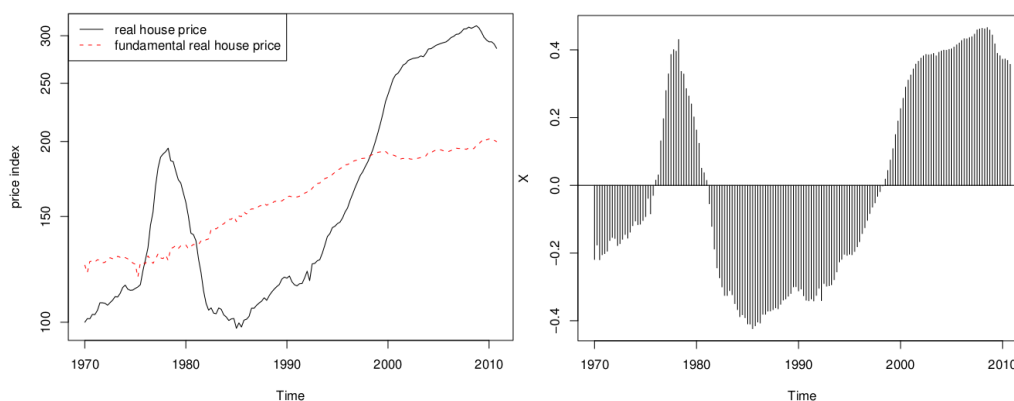 real house price
fundamental real house price
price index
300
250
200
150
100
1970 1980 1990 2000 2010
Time
X
0.4
0.2
0.0
−0.2
−0.4
1970 1980 1990 2000 2010
Time